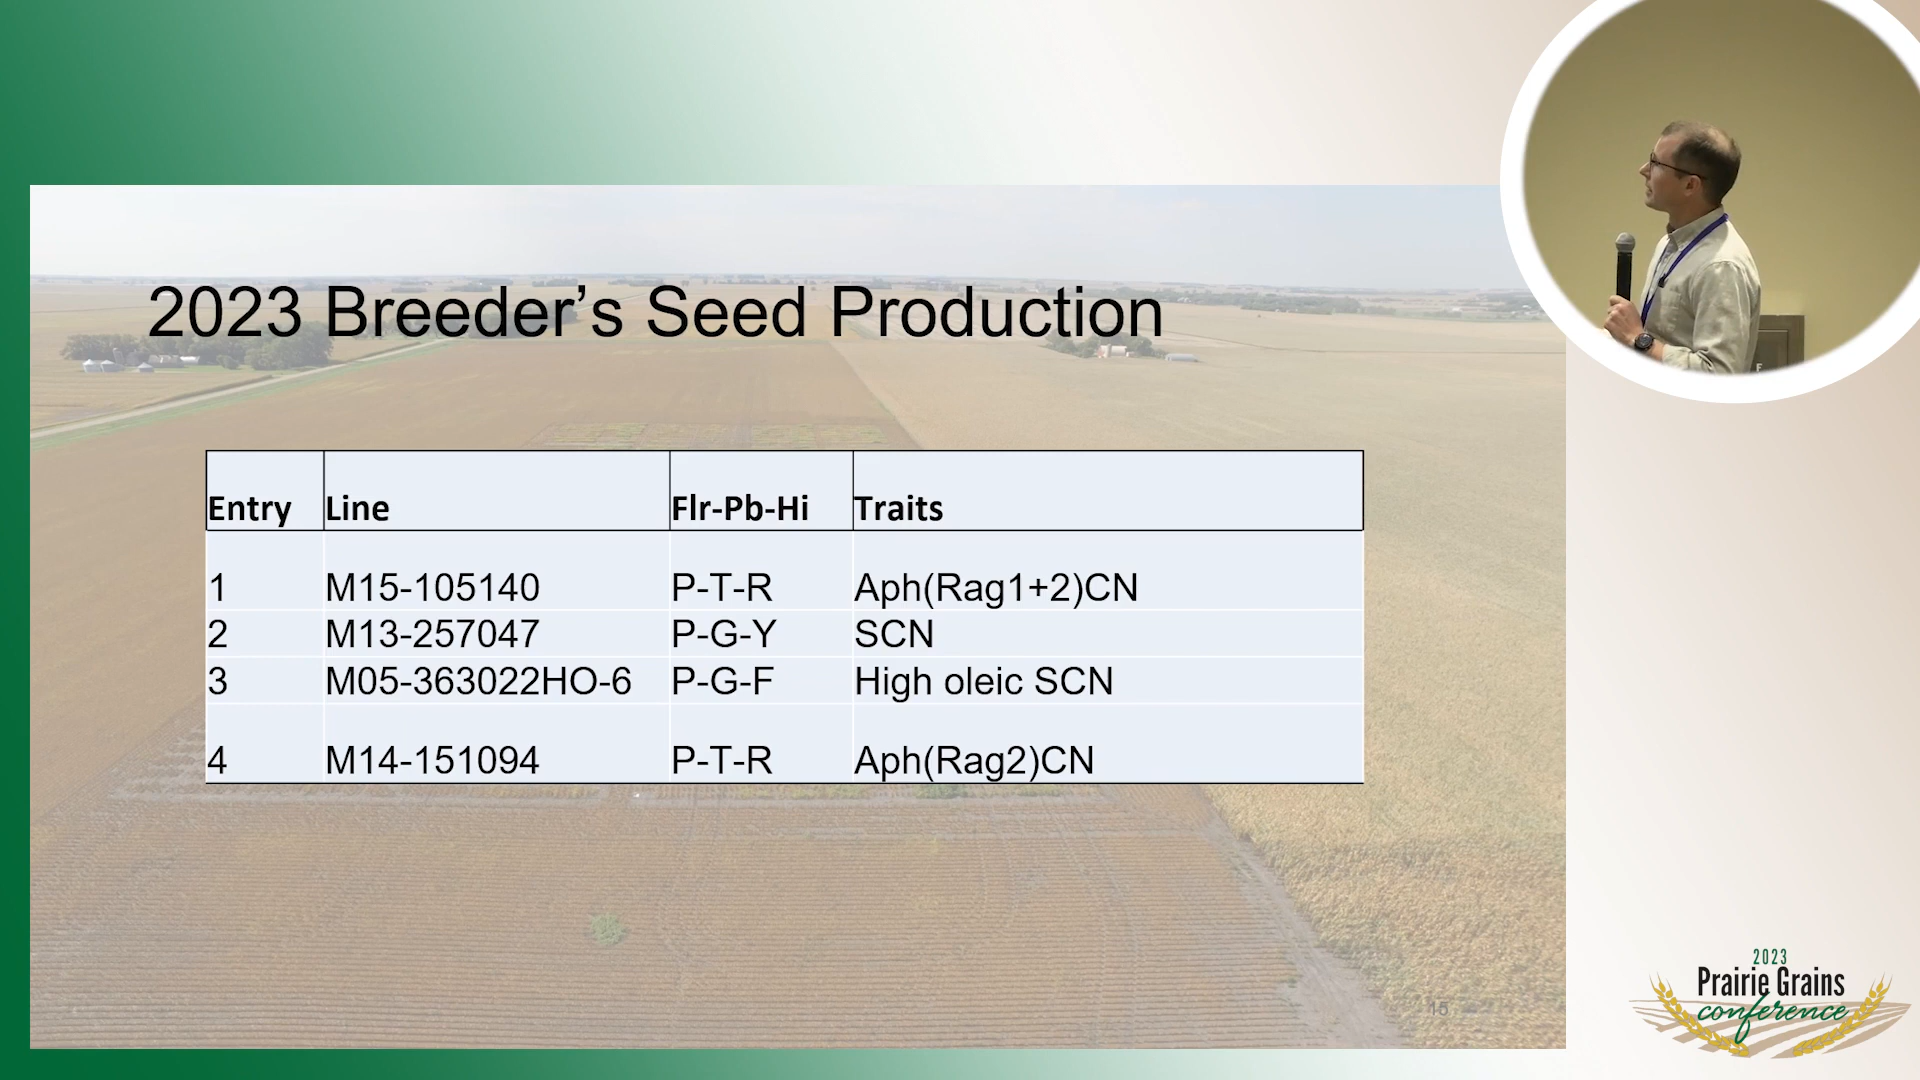 2023 Breeder’s Seed Production
Entry Line Flr-Pb-Hi Traits
1 M15-105140 P-T-R Aph(Rag1+2)CN
2 M13-257047 P-G-Y SCN
3 M05-363022HO-6 P-G-F High oleic SCN
4 M14-151094 P-T-R Aph(Rag2)CN
15
2023
Prairie Grains
conference